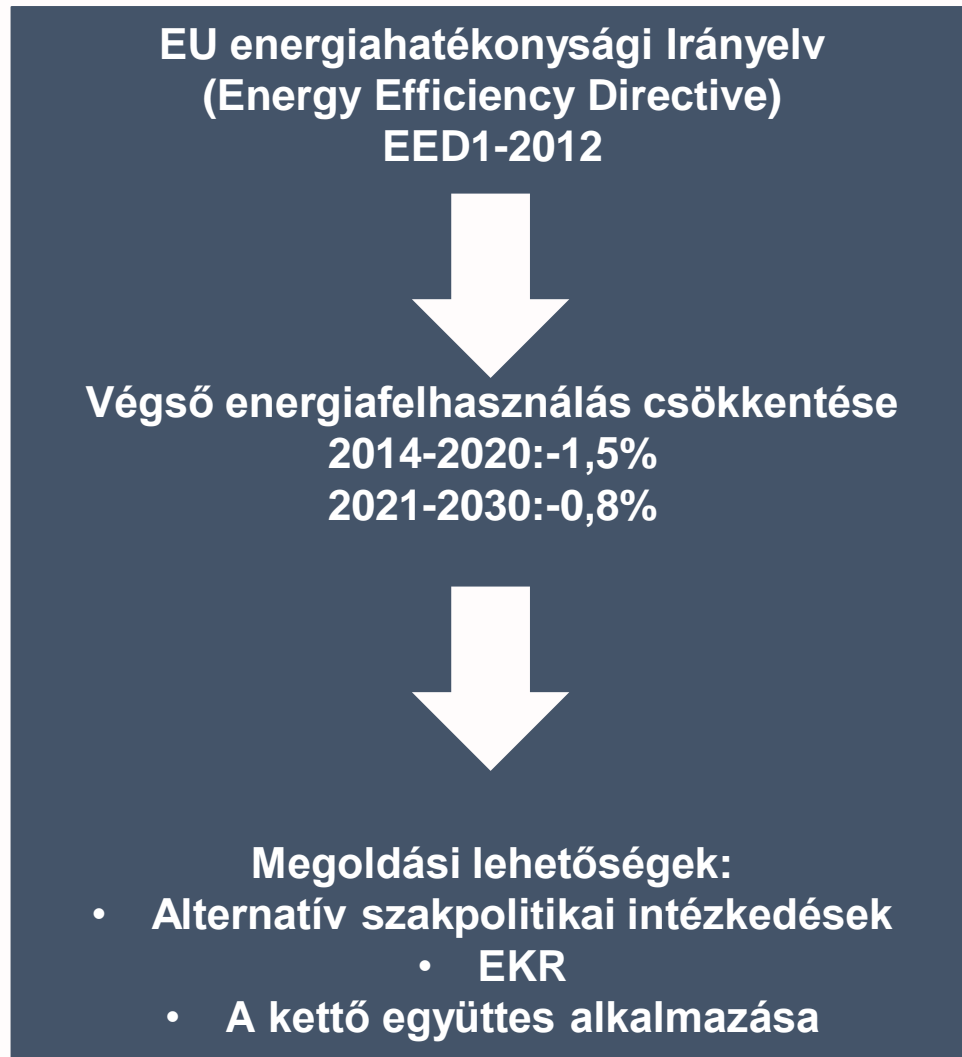 EU energiahatékonysági Irányelv
(Energy Efficiency Directive)
EED1-2012
Végső energiafelhasználás csökkentése
2014-2020:-1,5%
2021-2030:-0,8%
Megoldási lehetőségek:
• Alternatív szakpolitikai intézkedések
• EKR
• A kettő együttes alkalmazása